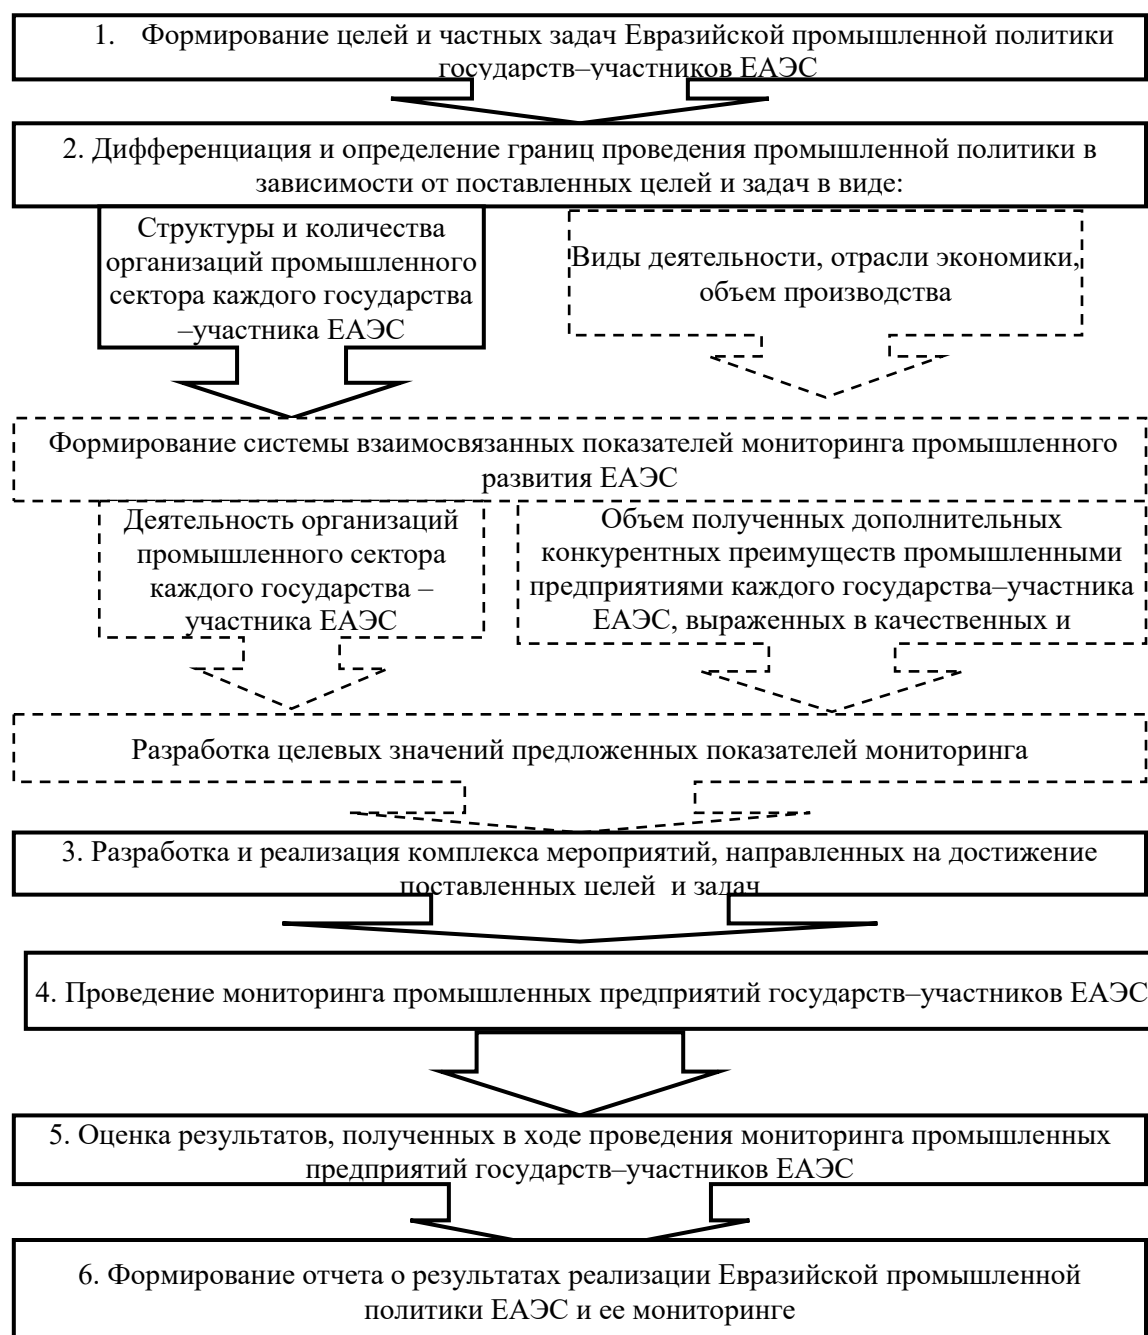 1. Формирование целей и частных задач Евразийской промышленной политики
государств–участников ЕАЭС
2. Дифференциация и определение границ проведения промышленной политики в
зависимости от поставленных целей и задач в виде:
Структуры и количества
организаций промышленного
сектора каждого государства
–участника ЕАЭС
Виды деятельности, отрасли экономики,
объем производства
Формирование системы взаимосвязанных показателей мониторинга промышленного
развития ЕАЭС
Деятельность организаций
промышленного сектора
каждого государства –
участника ЕАЭС
Объем полученных дополнительных
конкурентных преимуществ промышленными
предприятиями каждого государства–участника
ЕАЭС, выраженных в качественных и
Разработка целевых значений предложенных показателей мониторинга
3. Разработка и реализация комплекса мероприятий, направленных на достижение
поставленных целей и задач
4. Проведение мониторинга промышленных предприятий государств–участников ЕАЭС
5. Оценка результатов, полученных в ходе проведения мониторинга промышленных
предприятий государств–участников ЕАЭС
6. Формирование отчета о результатах реализации Евразийской промышленной
политики ЕАЭС и ее мониторинге